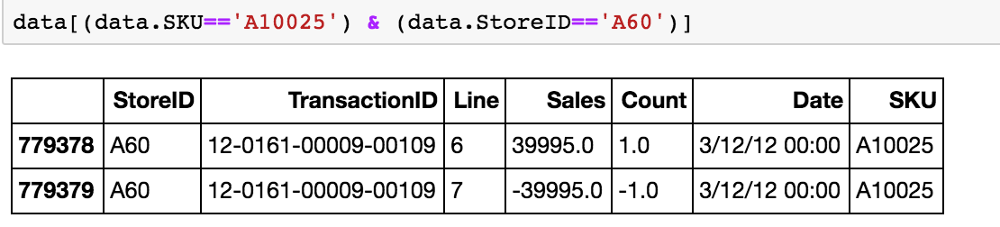 data[(data.SKU=='A10025') & (data.StoreID=='A60')]
StoreID TransactionID Line Sales Count Date SKU
779378 A60 12-0161-00009-00109 6 39995.0 1.0 3/12/12 00:00 A10025
779379 A60 12-0161-00009-00109 7 -39995.0 -1.0 3/12/12 00:00 A10025